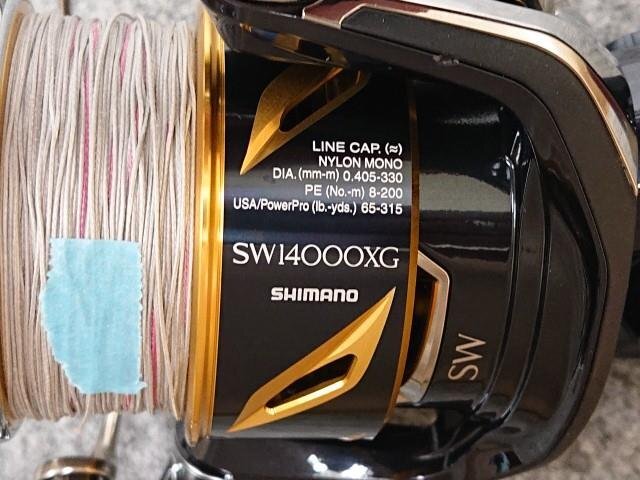 LINE CAP. (≈)
NYLON MONO
DIA. (mm-m) 0.405-330
PE (No.-m) 8-200
USA/PowerPro (lb.-yds.) 65-315
SW14000XG
SHIMANO
SW